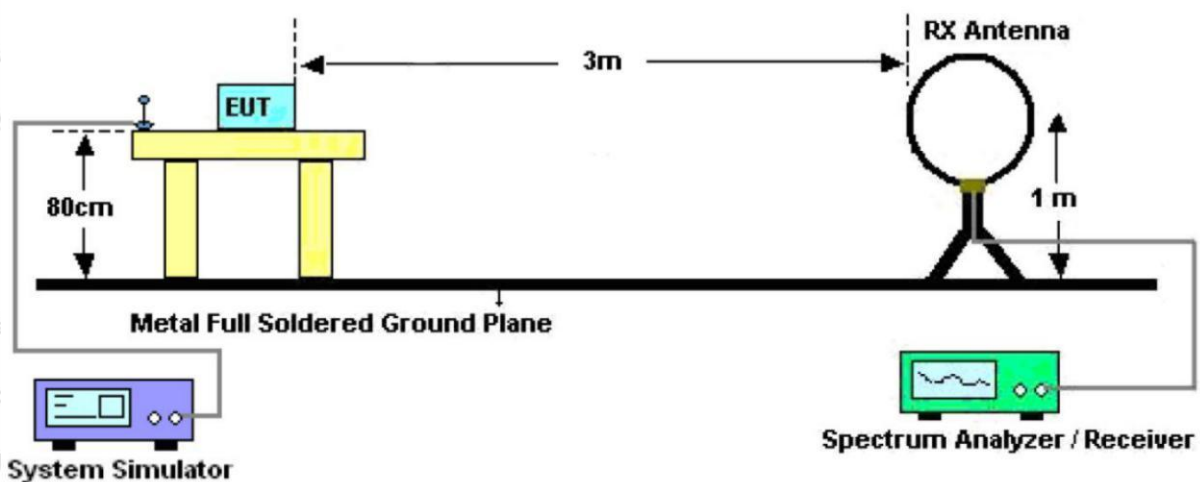 RX Antenna
3m
EUT
80cm
1 m
Metal Full Soldered Ground Plane
Spectrum Analyzer / Receiver
System Simulator